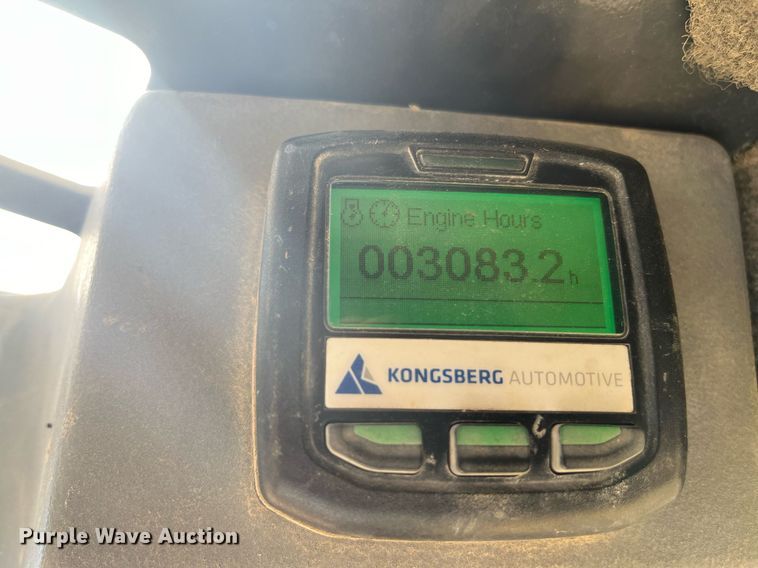 Engine Hours
003083.2h
KONGSBERG AUTOMOTIVE
Purple Wave Auction